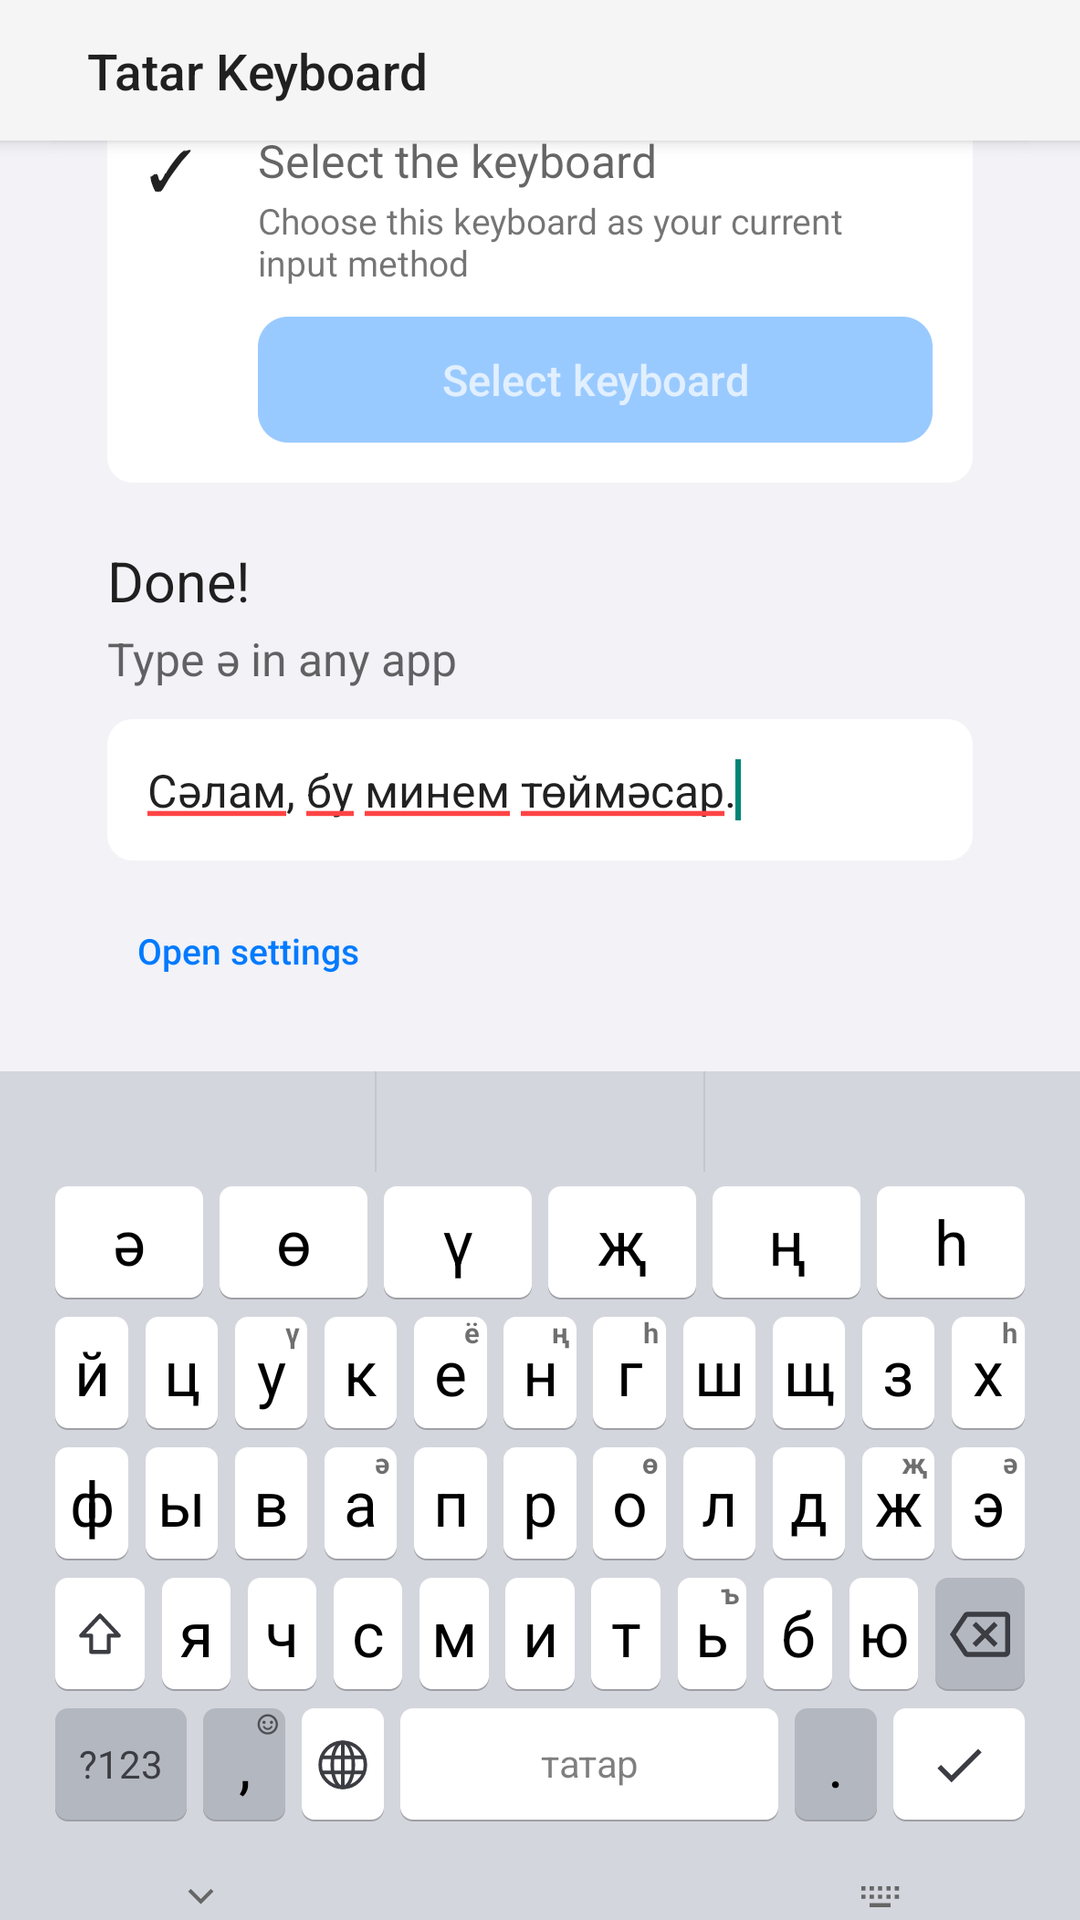 Tatar Keyboard
✓ Select the keyboard
Choose this keyboard as your current
input method
Select keyboard
Done!
Type ә in any app
Сәлам, бу минем төймәсар.
Open settings
ә ө ү җ ң һ
й ц у ү к е ё н ң г һ ш щ з х һ
ф ы в а ә п р о ө л д ж җ э ә
я ч с м и т ь ъ б ю
?123 , татар .